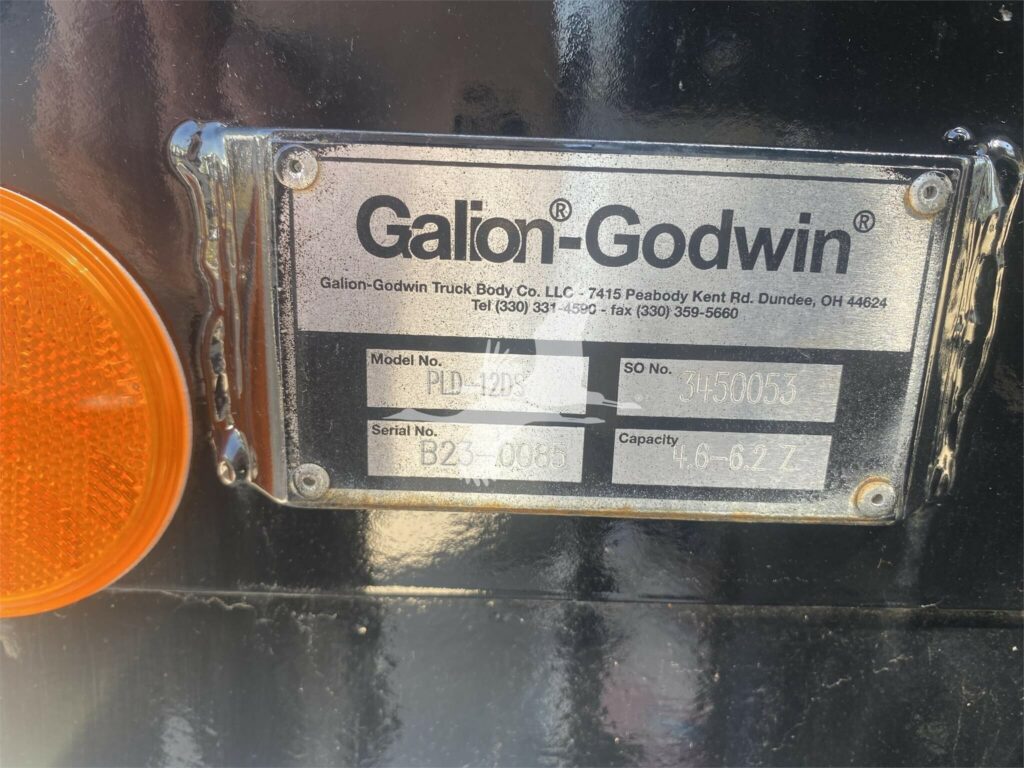 Galion®-Godwin®
Galion-Godwin Truck Body Co. LLC - 7415 Peabody Kent Rd. Dundee, OH 44624
Tel (330) 331-4590 - fax (330) 359-5660
Model No. PLD-12DS
SO No. 3450053
Serial No. B23-0085
Capacity 4.6-6.2 Z